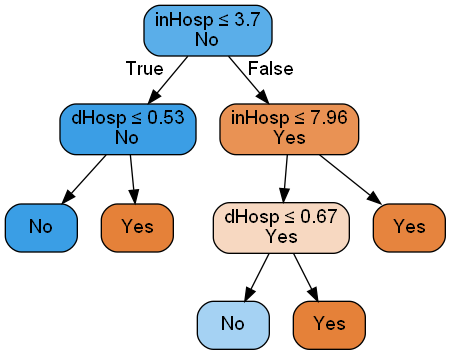 inHosp ≤ 3.7
No
True
False
dHosp ≤ 0.53
No
inHosp ≤ 7.96
Yes
No
Yes
dHosp ≤ 0.67
Yes
Yes
No
Yes